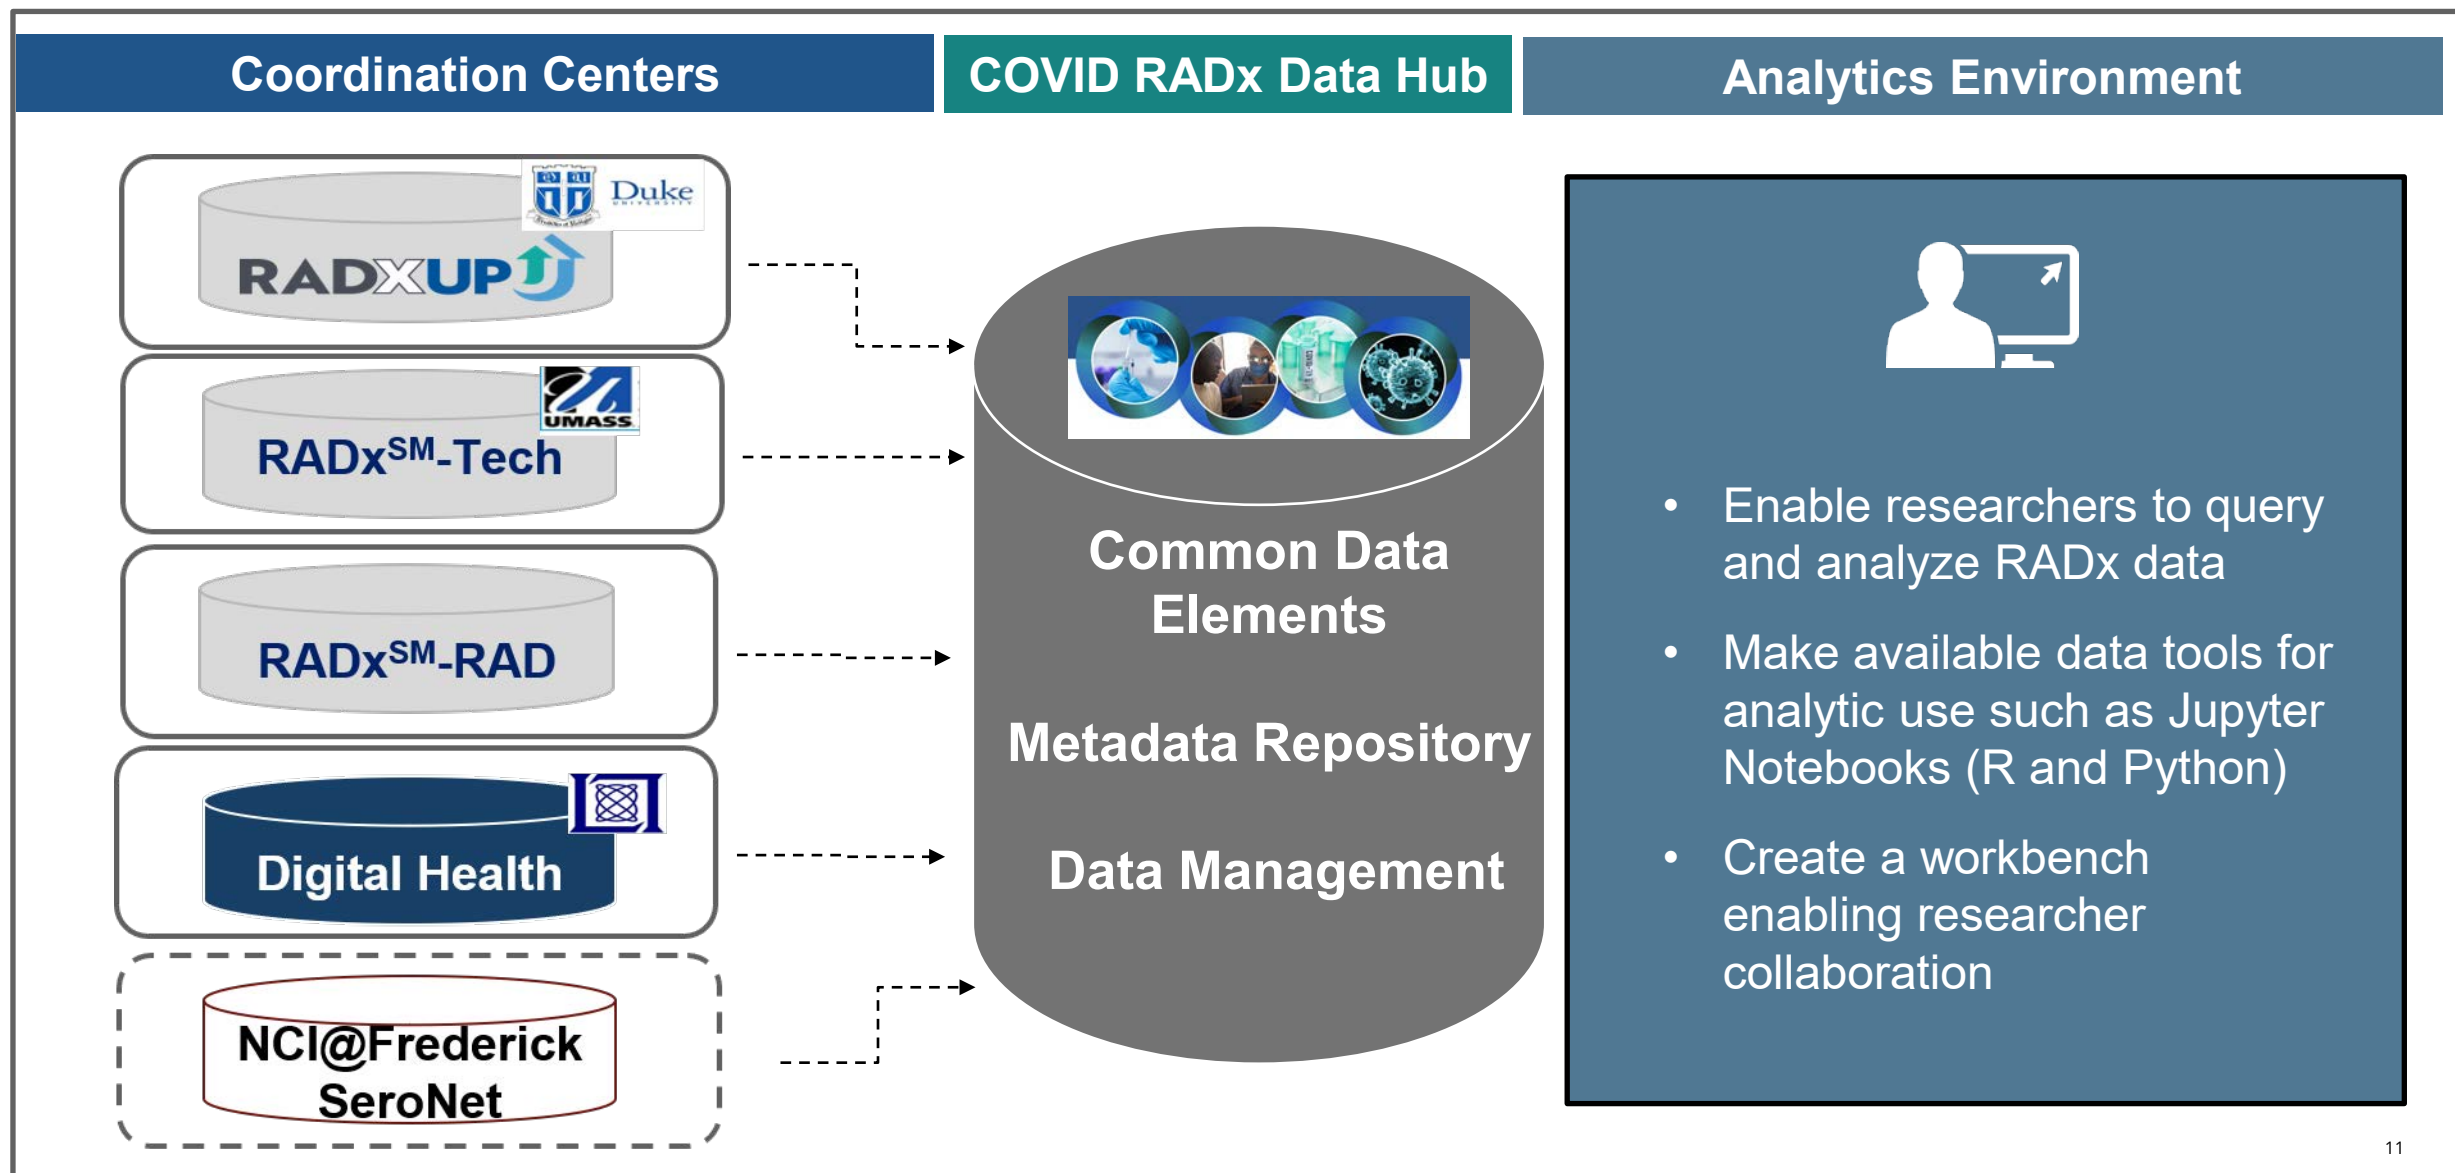 Coordination Centers
COVID RADx Data Hub
Analytics Environment
Duke
UNIVERSITY
RADXUP
UMASS
RADxSM-Tech
RADxSM-RAD
Digital Health
NCI@Frederick
SeroNet
Common Data
Elements
Metadata Repository
Data Management
• Enable researchers to query
and analyze RADx data
• Make available data tools for
analytic use such as Jupyter
Notebooks (R and Python)
• Create a workbench
enabling researcher
collaboration
11